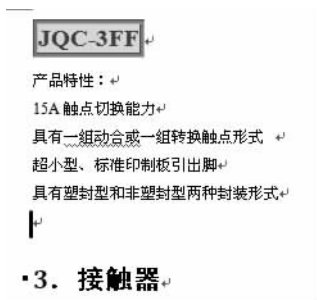 JQC-3FF
产品特性：
15A 触点切换能力
具有一组动合或一组转换触点形式
超小型、标准印制板引出脚
具有塑封型和非塑封型两种封装形式
▪3．接触器